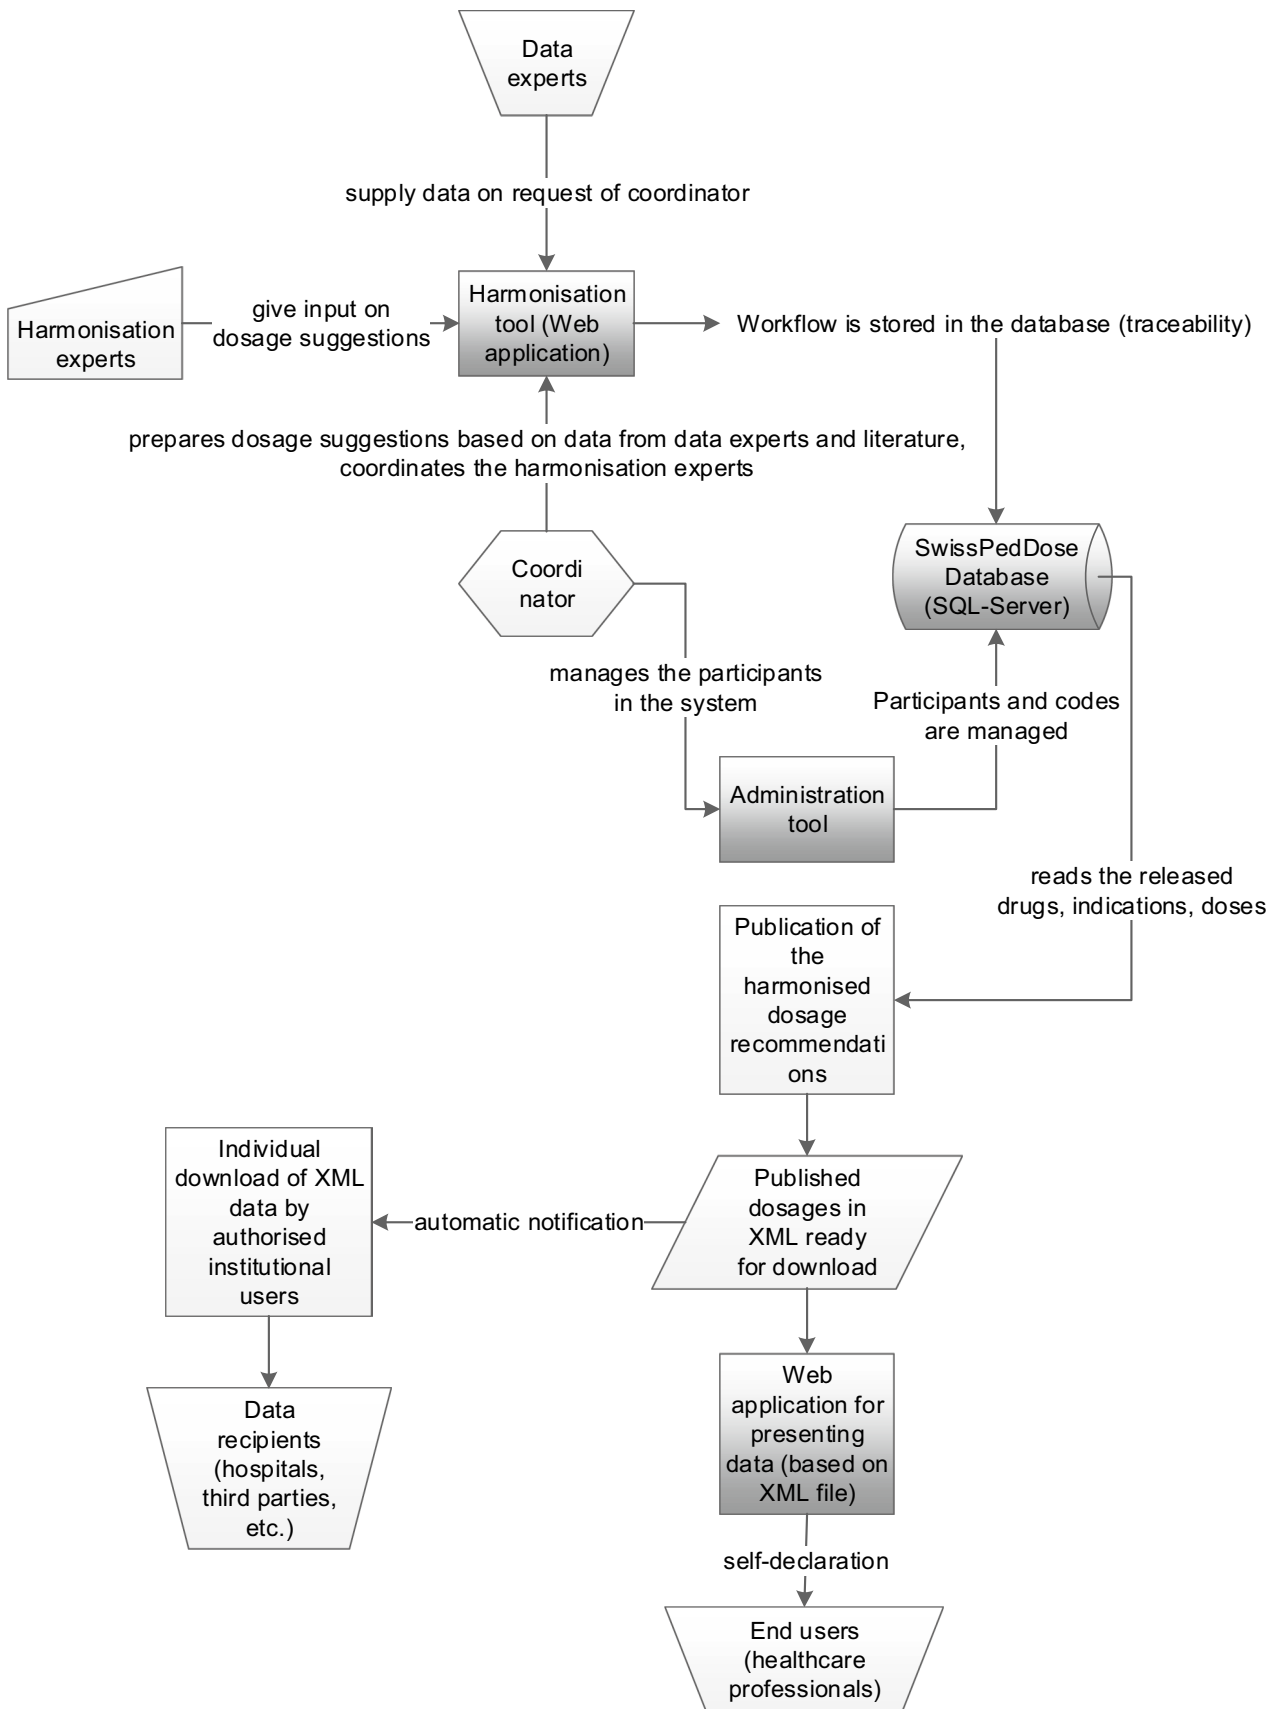 Data
experts
supply data on request of coordinator
Harmonisation
experts
give input on
dosage suggestions
Harmonisation
tool (Web
application)
Workflow is stored in the database (traceability)
prepares dosage suggestions based on data from data experts and literature,
coordinates the harmonisation experts
Coordi
nator
SwissPedDose
Database
(SQL-Server)
manages the participants
in the system
Participants and codes
are managed
Administration
tool
reads the released
drugs, indications, doses
Publication of
the
harmonised
dosage
recommendati
ons
Individual
download of XML
data by
authorised
institutional
users
automatic notification
Published
dosages in
XML ready
for download
Data
recipients
(hospitals,
third parties,
etc.)
Web
application for
presenting
data (based on
XML file)
self-declaration
End users
(healthcare
professionals)